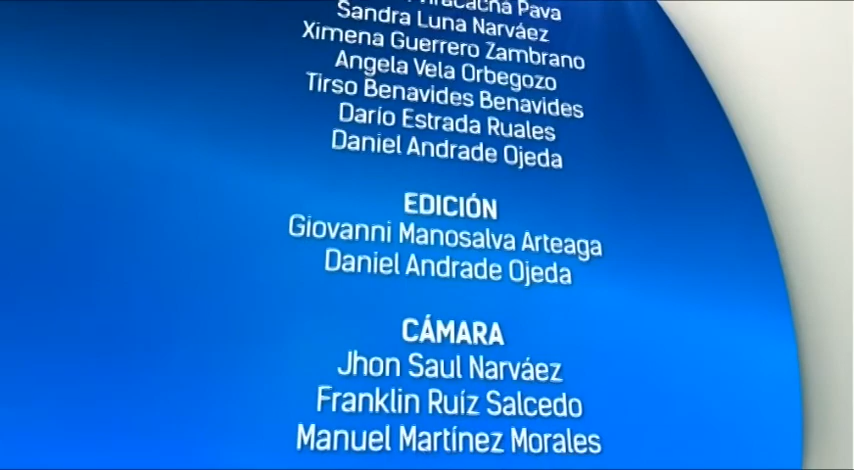 Pava
Sandra Luna Narváez
Ximena Guerrero Zambrano
Angela Vela Orbegozo
Tirso Benavides Benavides
Darío Estrada Ruales
Daniel Andrade Ojeda
EDICIÓN
Giovanni Manosalva Arteaga
Daniel Andrade Ojeda
CÁMARA
Jhon Saul Narváez
Franklin Ruíz Salcedo
Manuel Martínez Morales